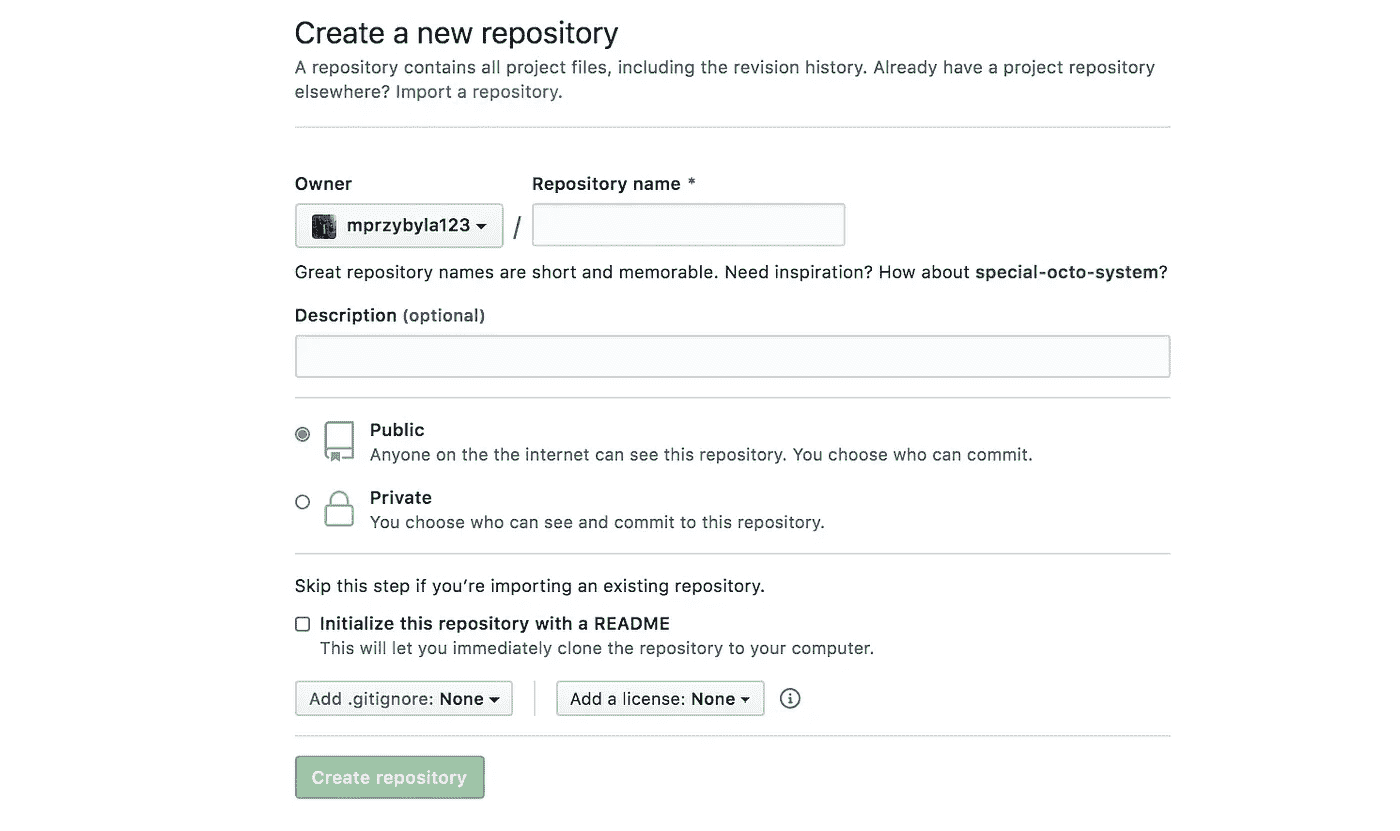 Create a new repository
A repository contains all project files, including the revision history. Already have a project repository
elsewhere? Import a repository.
Owner
Repository name *
mprzybyla123
/
Great repository names are short and memorable. Need inspiration? How about special-octo-system?
Description (optional)
Public
Anyone on the the internet can see this repository. You choose who can commit.
Private
You choose who can see and commit to this repository.
Skip this step if you’re importing an existing repository.
Initialize this repository with a README
This will let you immediately clone the repository to your computer.
Add .gitignore: None
Add a license: None
Create repository